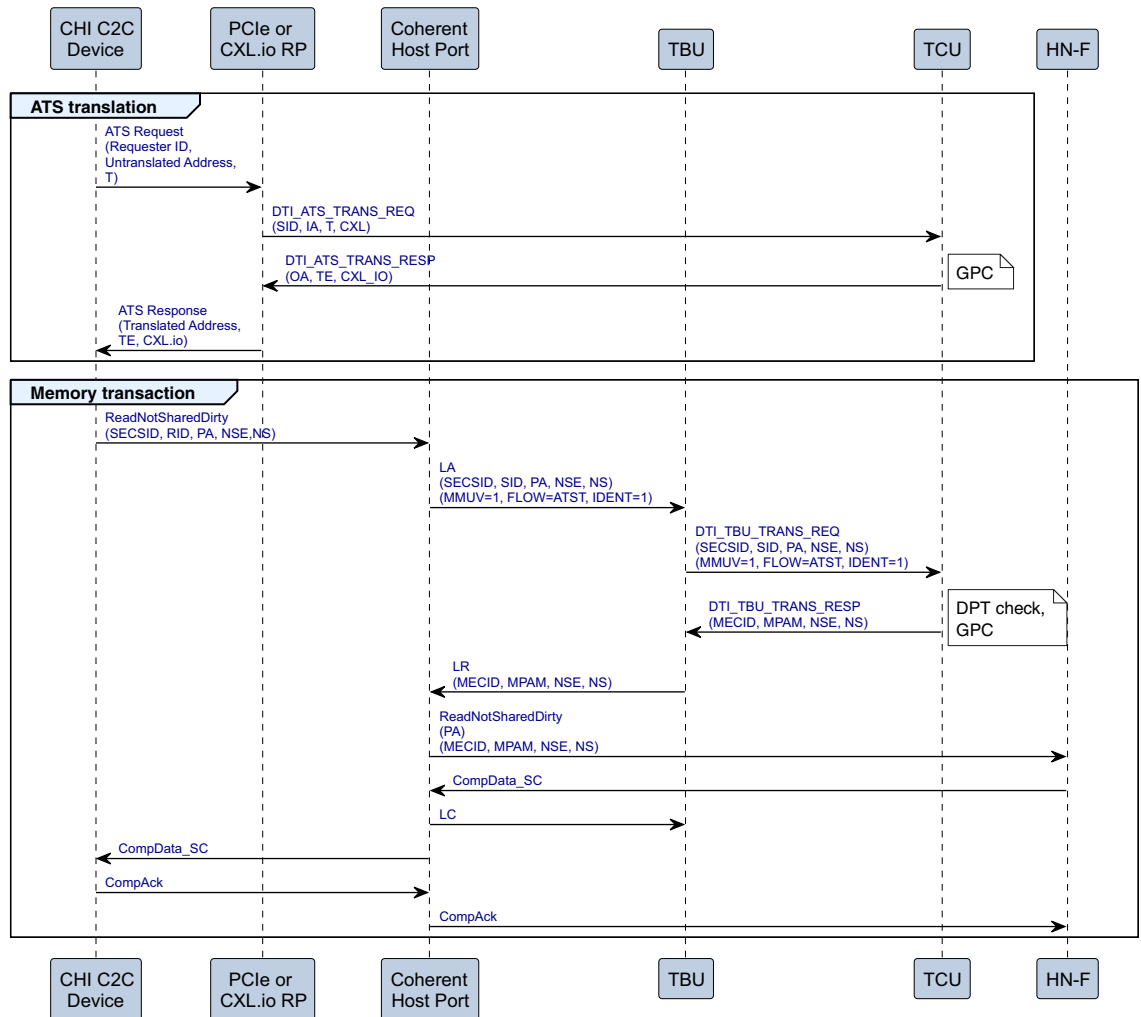 CHI C2C
Device
PCIe or
CXL.io RP
Coherent
Host Port
TBU
TCU
HN-F
ATS translation
ATS Request
(Requester ID,
Untranslated Address,
T)
DTI_ATS_TRANS_REQ
(SID, IA, T, CXL)
DTI_ATS_TRANS_RESP
(OA, TE, CXL_IO)
GPC
ATS Response
(Translated Address,
TE, CXL.io)
Memory transaction
ReadNotSharedDirty
(SECSID, RID, PA, NSE,NS)
LA
(SECSID, SID, PA, NSE, NS)
(MMUV=1, FLOW=ATST, IDENT=1)
DTI_TBU_TRANS_REQ
(SECSID, SID, PA, NSE, NS)
(MMUV=1, FLOW=ATST, IDENT=1)
DTI_TBU_TRANS_RESP
(MECID, MPAM, NSE, NS)
DPT check,
GPC
LR
(MECID, MPAM, NSE, NS)
ReadNotSharedDirty
(PA)
(MECID, MPAM, NSE, NS)
CompData_SC
LC
CompData_SC
CompAck
CompAck
CHI C2C
Device
PCIe or
CXL.io RP
Coherent
Host Port
TBU
TCU
HN-F